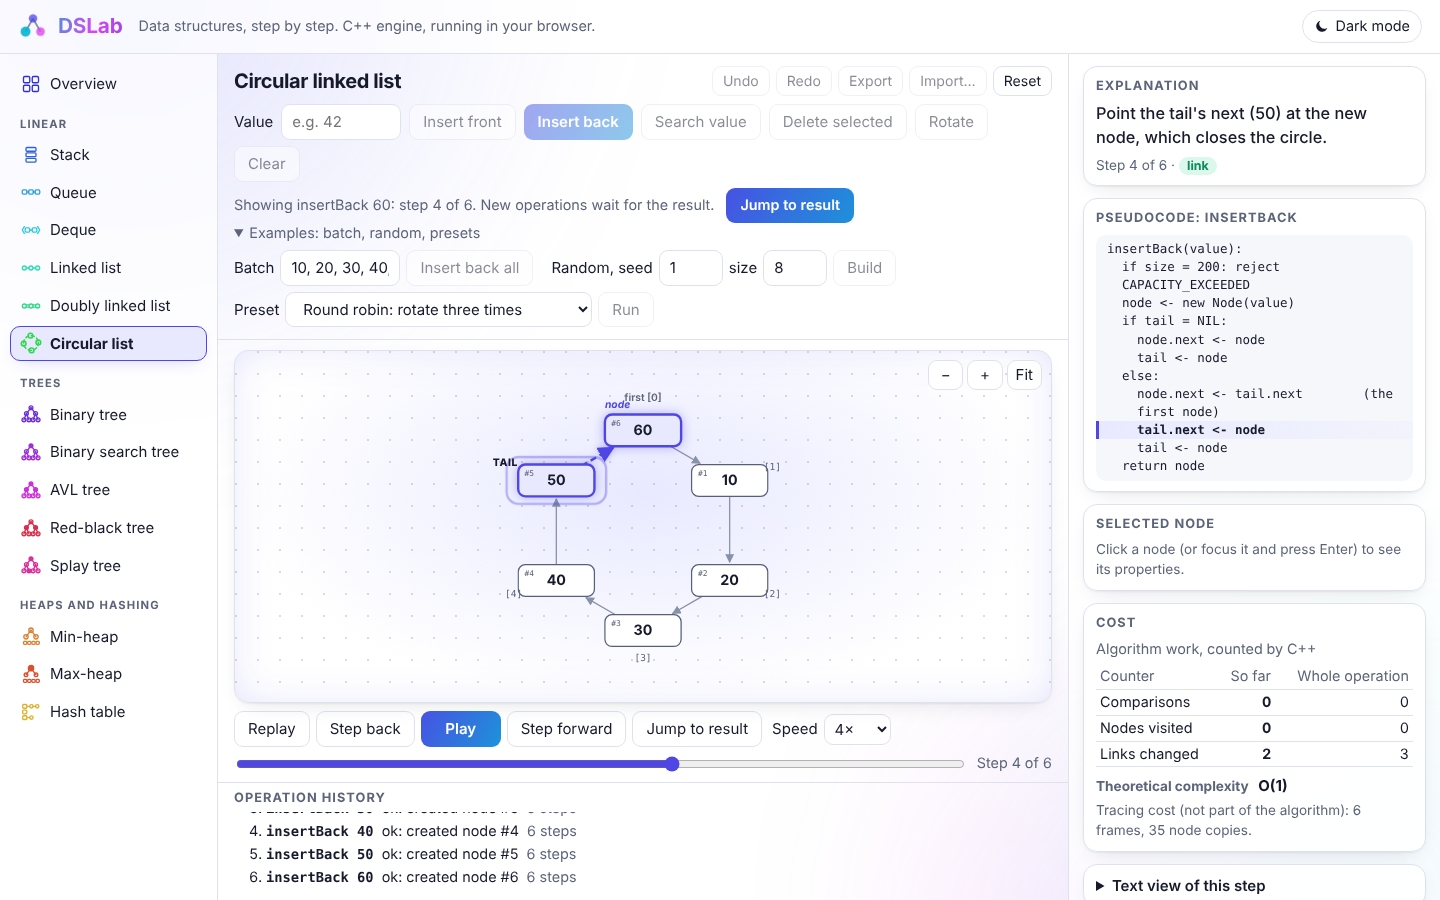 DSLab
Data structures, step by step. C++ engine, running in your browser.
Dark mode
Overview
LINEAR
Stack
Queue
Deque
Linked list
Doubly linked list
Circular list
TREES
Binary tree
Binary search tree
AVL tree
Red-black tree
Splay tree
HEAPS AND HASHING
Min-heap
Max-heap
Hash table
Circular linked list
Undo
Redo
Export
Import...
Reset
Value
e.g. 42
Insert front
Insert back
Search value
Delete selected
Rotate
Clear
Showing insertBack 60: step 4 of 6. New operations wait for the result.
Jump to result
▼ Examples: batch, random, presets
Batch
10, 20, 30, 40,
Insert back all
Random, seed
1
size
8
Build
Preset
Round robin: rotate three times
Run
−
+
Fit
first [0]
node
#6
60
TAIL
#5
50
#1
10
[1]
#4
40
[4]
#2
20
[2]
#3
30
[3]
Replay
Step back
Play
Step forward
Jump to result
Speed
4×
Step 4 of 6
OPERATION HISTORY
4. insertBack 40 ok: created node #4 6 steps
5. insertBack 50 ok: created node #5 6 steps
6. insertBack 60 ok: created node #6 6 steps
EXPLANATION
Point the tail's next (50) at the new
node, which closes the circle.
Step 4 of 6 · link
PSEUDOCODE: INSERTBACK
insertBack(value):
if size = 200: reject
CAPACITY_EXCEEDED
node <- new Node(value)
if tail = NIL:
node.next <- node
tail <- node
else:
node.next <- tail.next (the
first node)
tail.next <- node
tail <- node
return node
SELECTED NODE
Click a node (or focus it and press Enter) to see
its properties.
COST
Algorithm work, counted by C++
Counter So far Whole operation
Comparisons 0 0
Nodes visited 0 0
Links changed 2 3
Theoretical complexity O(1)
Tracing cost (not part of the algorithm): 6
frames, 35 node copies.
▶ Text view of this step